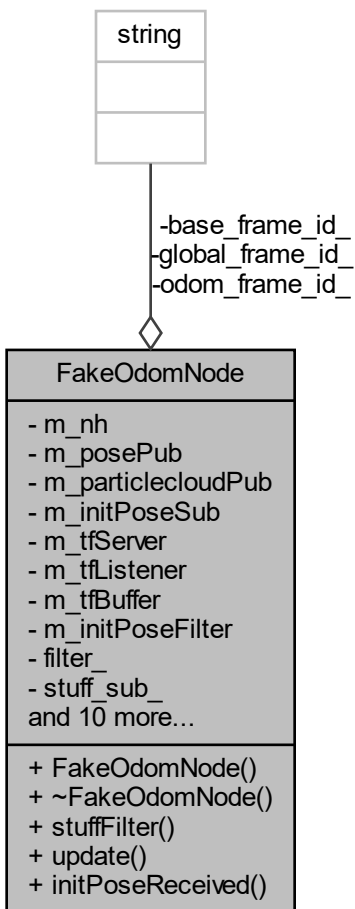 string
-base_frame_id_
-global_frame_id_
-odom_frame_id_
FakeOdomNode
- m_nh
- m_posePub
- m_particlecloudPub
- m_initPoseSub
- m_tfServer
- m_tfListener
- m_tfBuffer
- m_initPoseFilter
- filter_
- stuff_sub_
and 10 more...
+ FakeOdomNode()
+ ~FakeOdomNode()
+ stuffFilter()
+ update()
+ initPoseReceived()